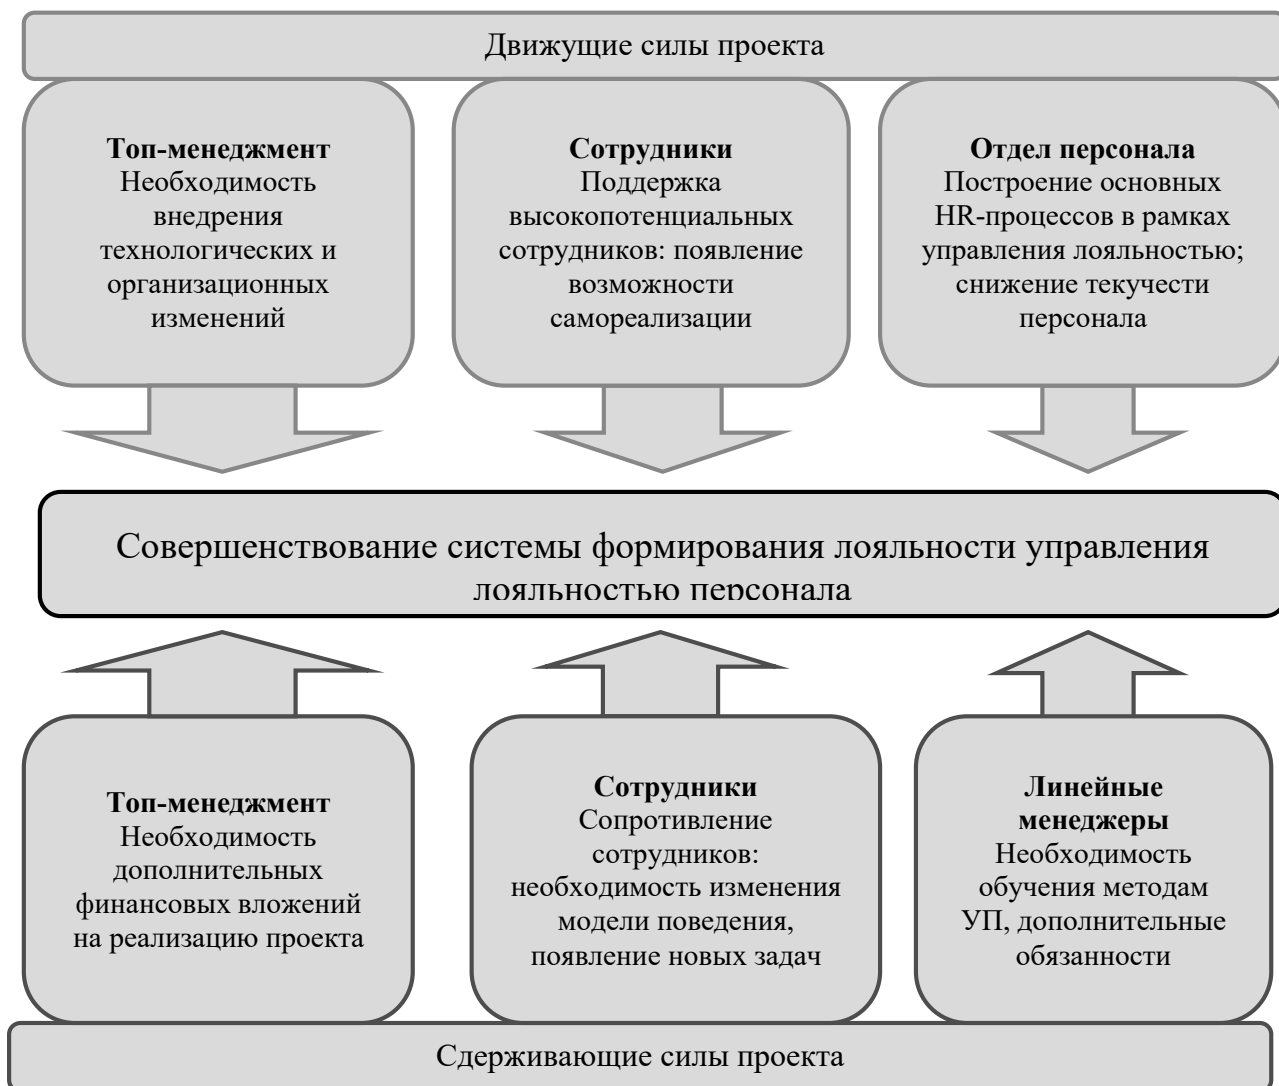 Движущие силы проекта
Топ-менеджмент
Необходимость
внедрения
технологических и
организационных
изменений
Сотрудники
Поддержка
высокопотенциальных
сотрудников: появление
возможности
самореализации
Отдел персонала
Построение основных
HR-процессов в рамках
управления лояльностью;
снижение текучести
персонала
Совершенствование системы формирования лояльности управления
лояльностью персонала
Топ-менеджмент
Необходимость
дополнительных
финансовых вложений
на реализацию проекта
Сотрудники
Сопротивление
сотрудников:
необходимость изменения
модели поведения,
появление новых задач
Линейные
менеджеры
Необходимость
обучения методам
УП, дополнительные
обязанности
Сдерживающие силы проекта